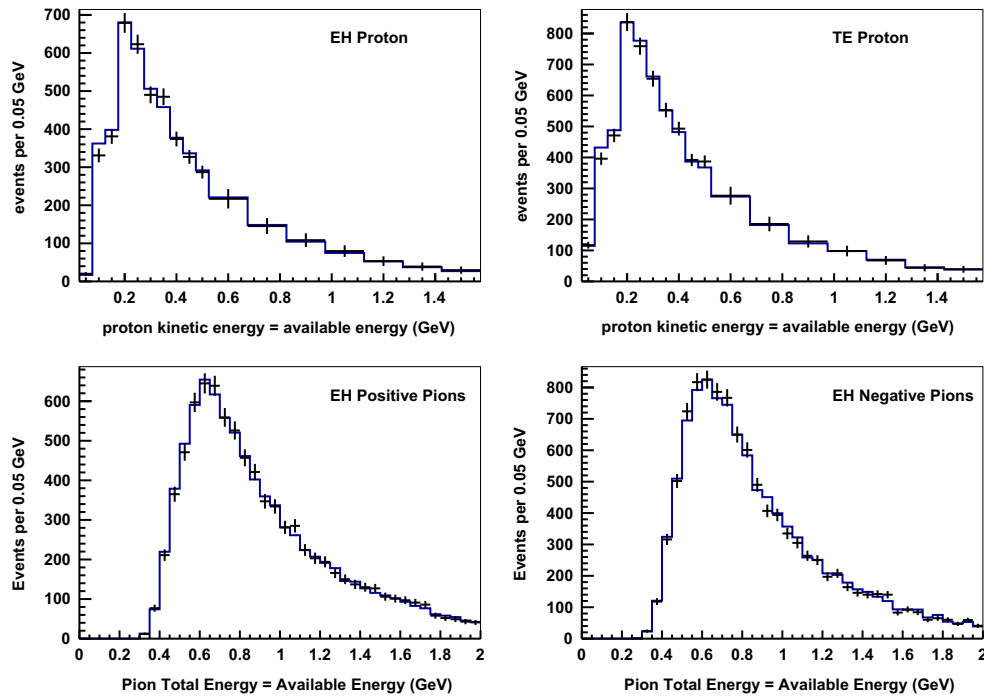 EH Proton
events per 0.05 GeV
700
600
500
400
300
200
100
0
0.2 0.4 0.6 0.8 1 1.2 1.4
proton kinetic energy = available energy (GeV)
TE Proton
events per 0.05 GeV
800
700
600
500
400
300
200
100
0
0.2 0.4 0.6 0.8 1 1.2 1.4
proton kinetic energy = available energy (GeV)
EH Positive Pions
Events per 0.05 GeV
600
500
400
300
200
100
0
0 0.2 0.4 0.6 0.8 1 1.2 1.4 1.6 1.8 2
Pion Total Energy = Available Energy (GeV)
EH Negative Pions
Events per 0.05 GeV
800
700
600
500
400
300
200
100
0
0 0.2 0.4 0.6 0.8 1 1.2 1.4 1.6 1.8 2
Pion Total Energy = Available Energy (GeV)